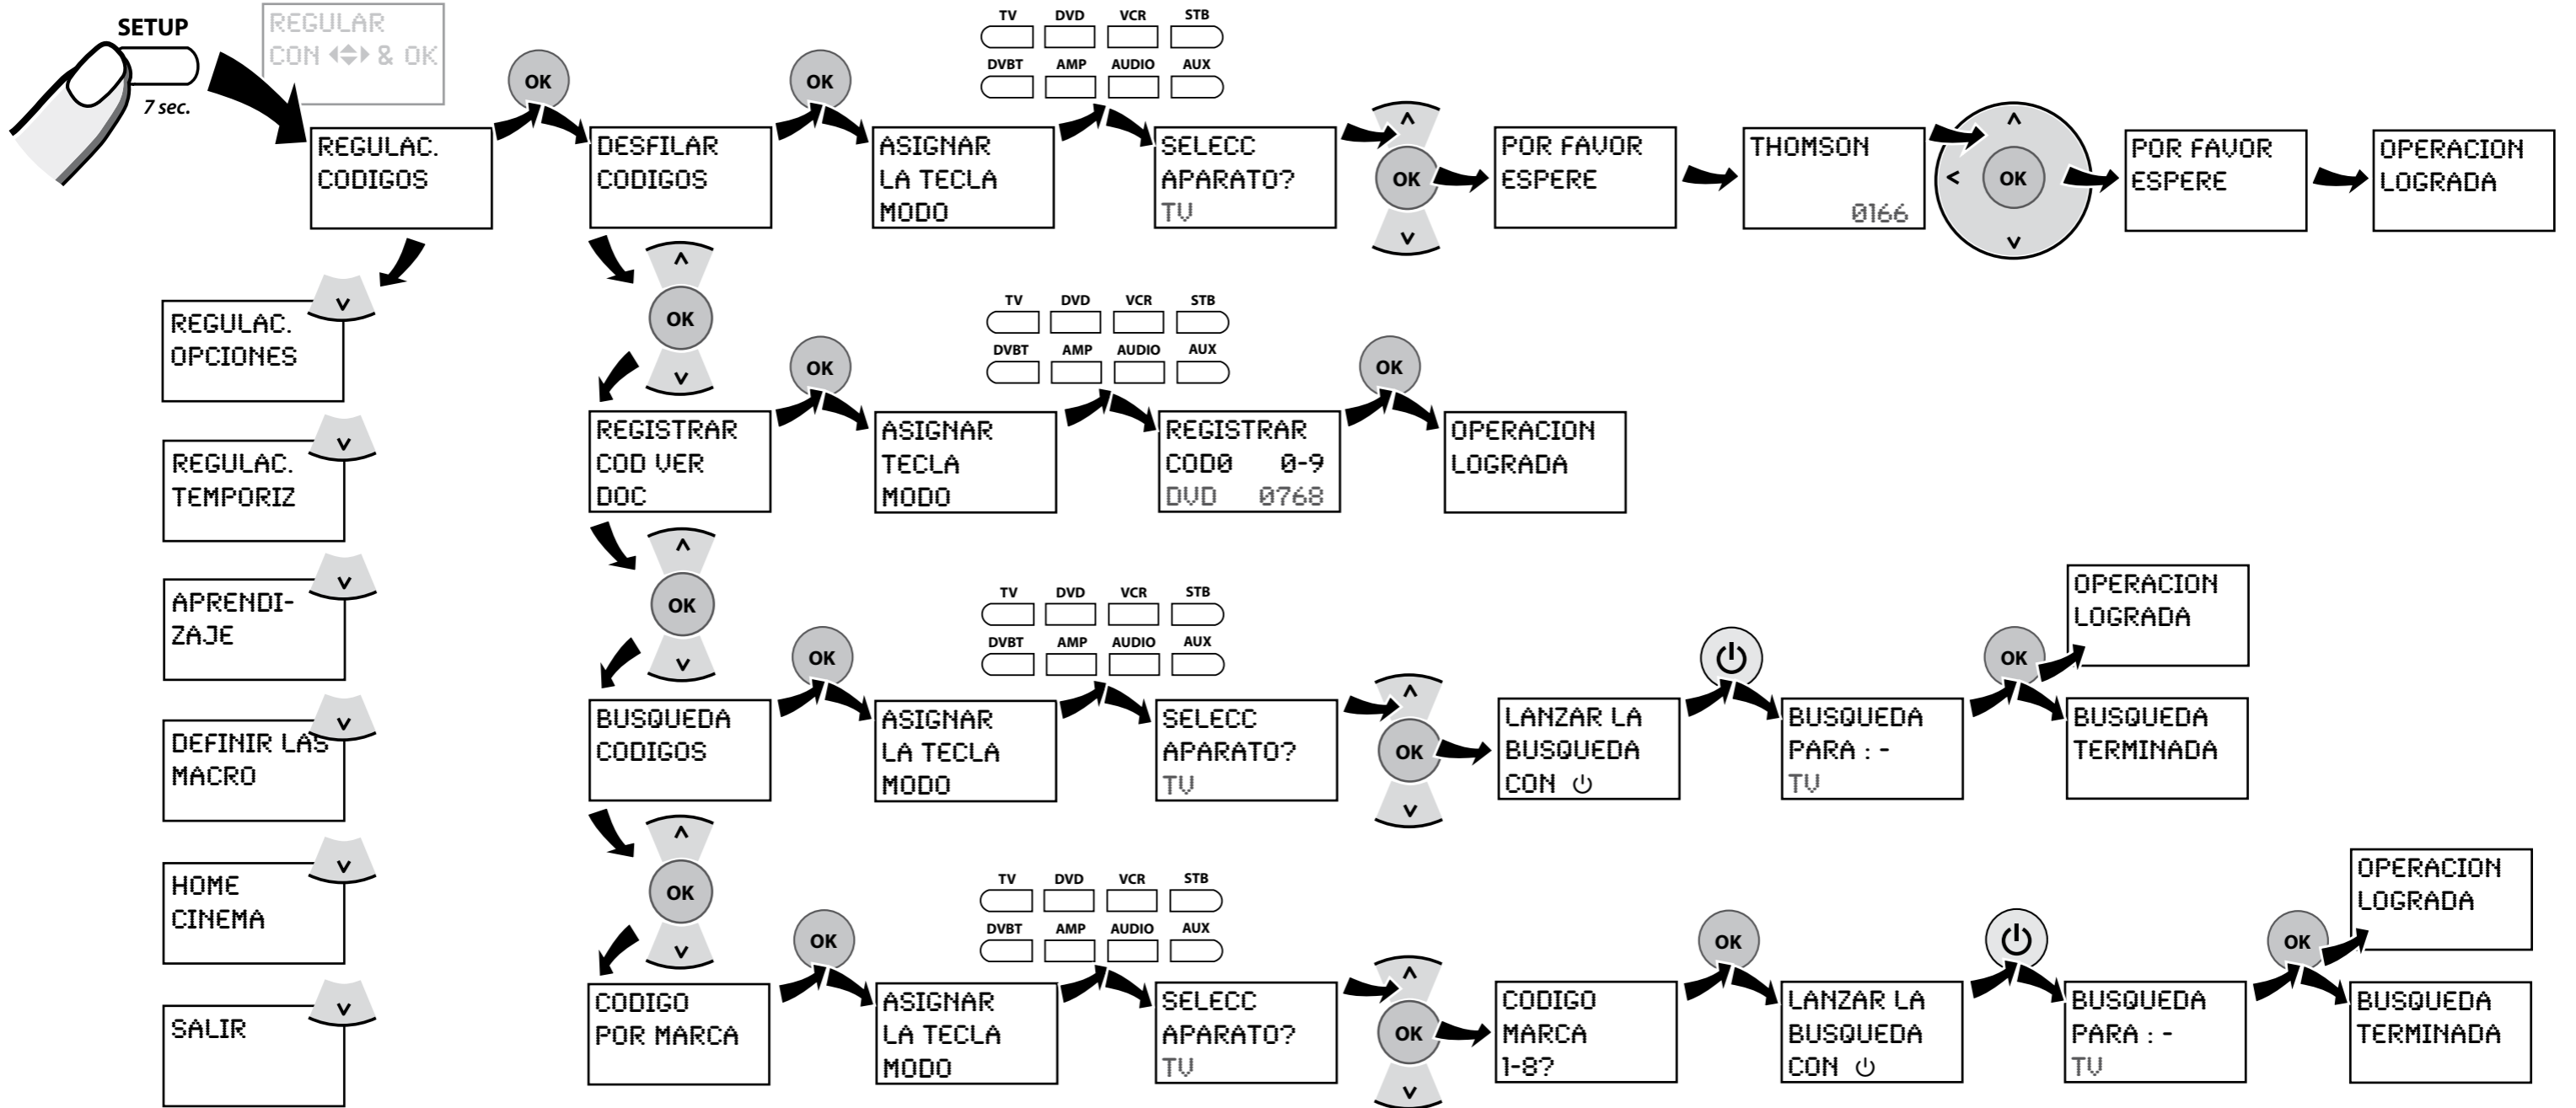 SETUP
7 sec.
REGULAR
CON & OK
REGULAC.
CODIGOS
OK
DESFILAR
CODIGOS
OK
ASIGNAR
LA TECLA
MODO
TV DVD VCR STB
DVBT AMP AUDIO AUX
SELECC
APARATO?
TV
OK
POR FAVOR
ESPERE
THOMSON
0166
OK
POR FAVOR
ESPERE
OPERACION
LOGRADA
REGULAC.
OPCIONES
REGULAC.
TEMPORIZ
APRENDI-
ZAJE
DEFINIR LAS
MACRO
HOME
CINEMA
SALIR
OK
REGISTRAR
COD VER
DOC
OK
ASIGNAR
TECLA
MODO
TV DVD VCR STB
DVBT AMP AUDIO AUX
REGISTRAR
COD0 0-9
DVD 0768
OK
OPERACION
LOGRADA
OK
BUSQUEDA
CODIGOS
OK
ASIGNAR
LA TECLA
MODO
TV DVD VCR STB
DVBT AMP AUDIO AUX
SELECC
APARATO?
TV
OK
LANZAR LA
BUSQUEDA
CON
BUSQUEDA
PARA : -
TV
OK
OPERACION
LOGRADA
BUSQUEDA
TERMINADA
OK
CODIGO
POR MARCA
OK
ASIGNAR
LA TECLA
MODO
TV DVD VCR STB
DVBT AMP AUDIO AUX
SELECC
APARATO?
TV
OK
CODIGO
MARCA
1-8?
OK
LANZAR LA
BUSQUEDA
CON
BUSQUEDA
PARA : -
TV
OK
OPERACION
LOGRADA
BUSQUEDA
TERMINADA